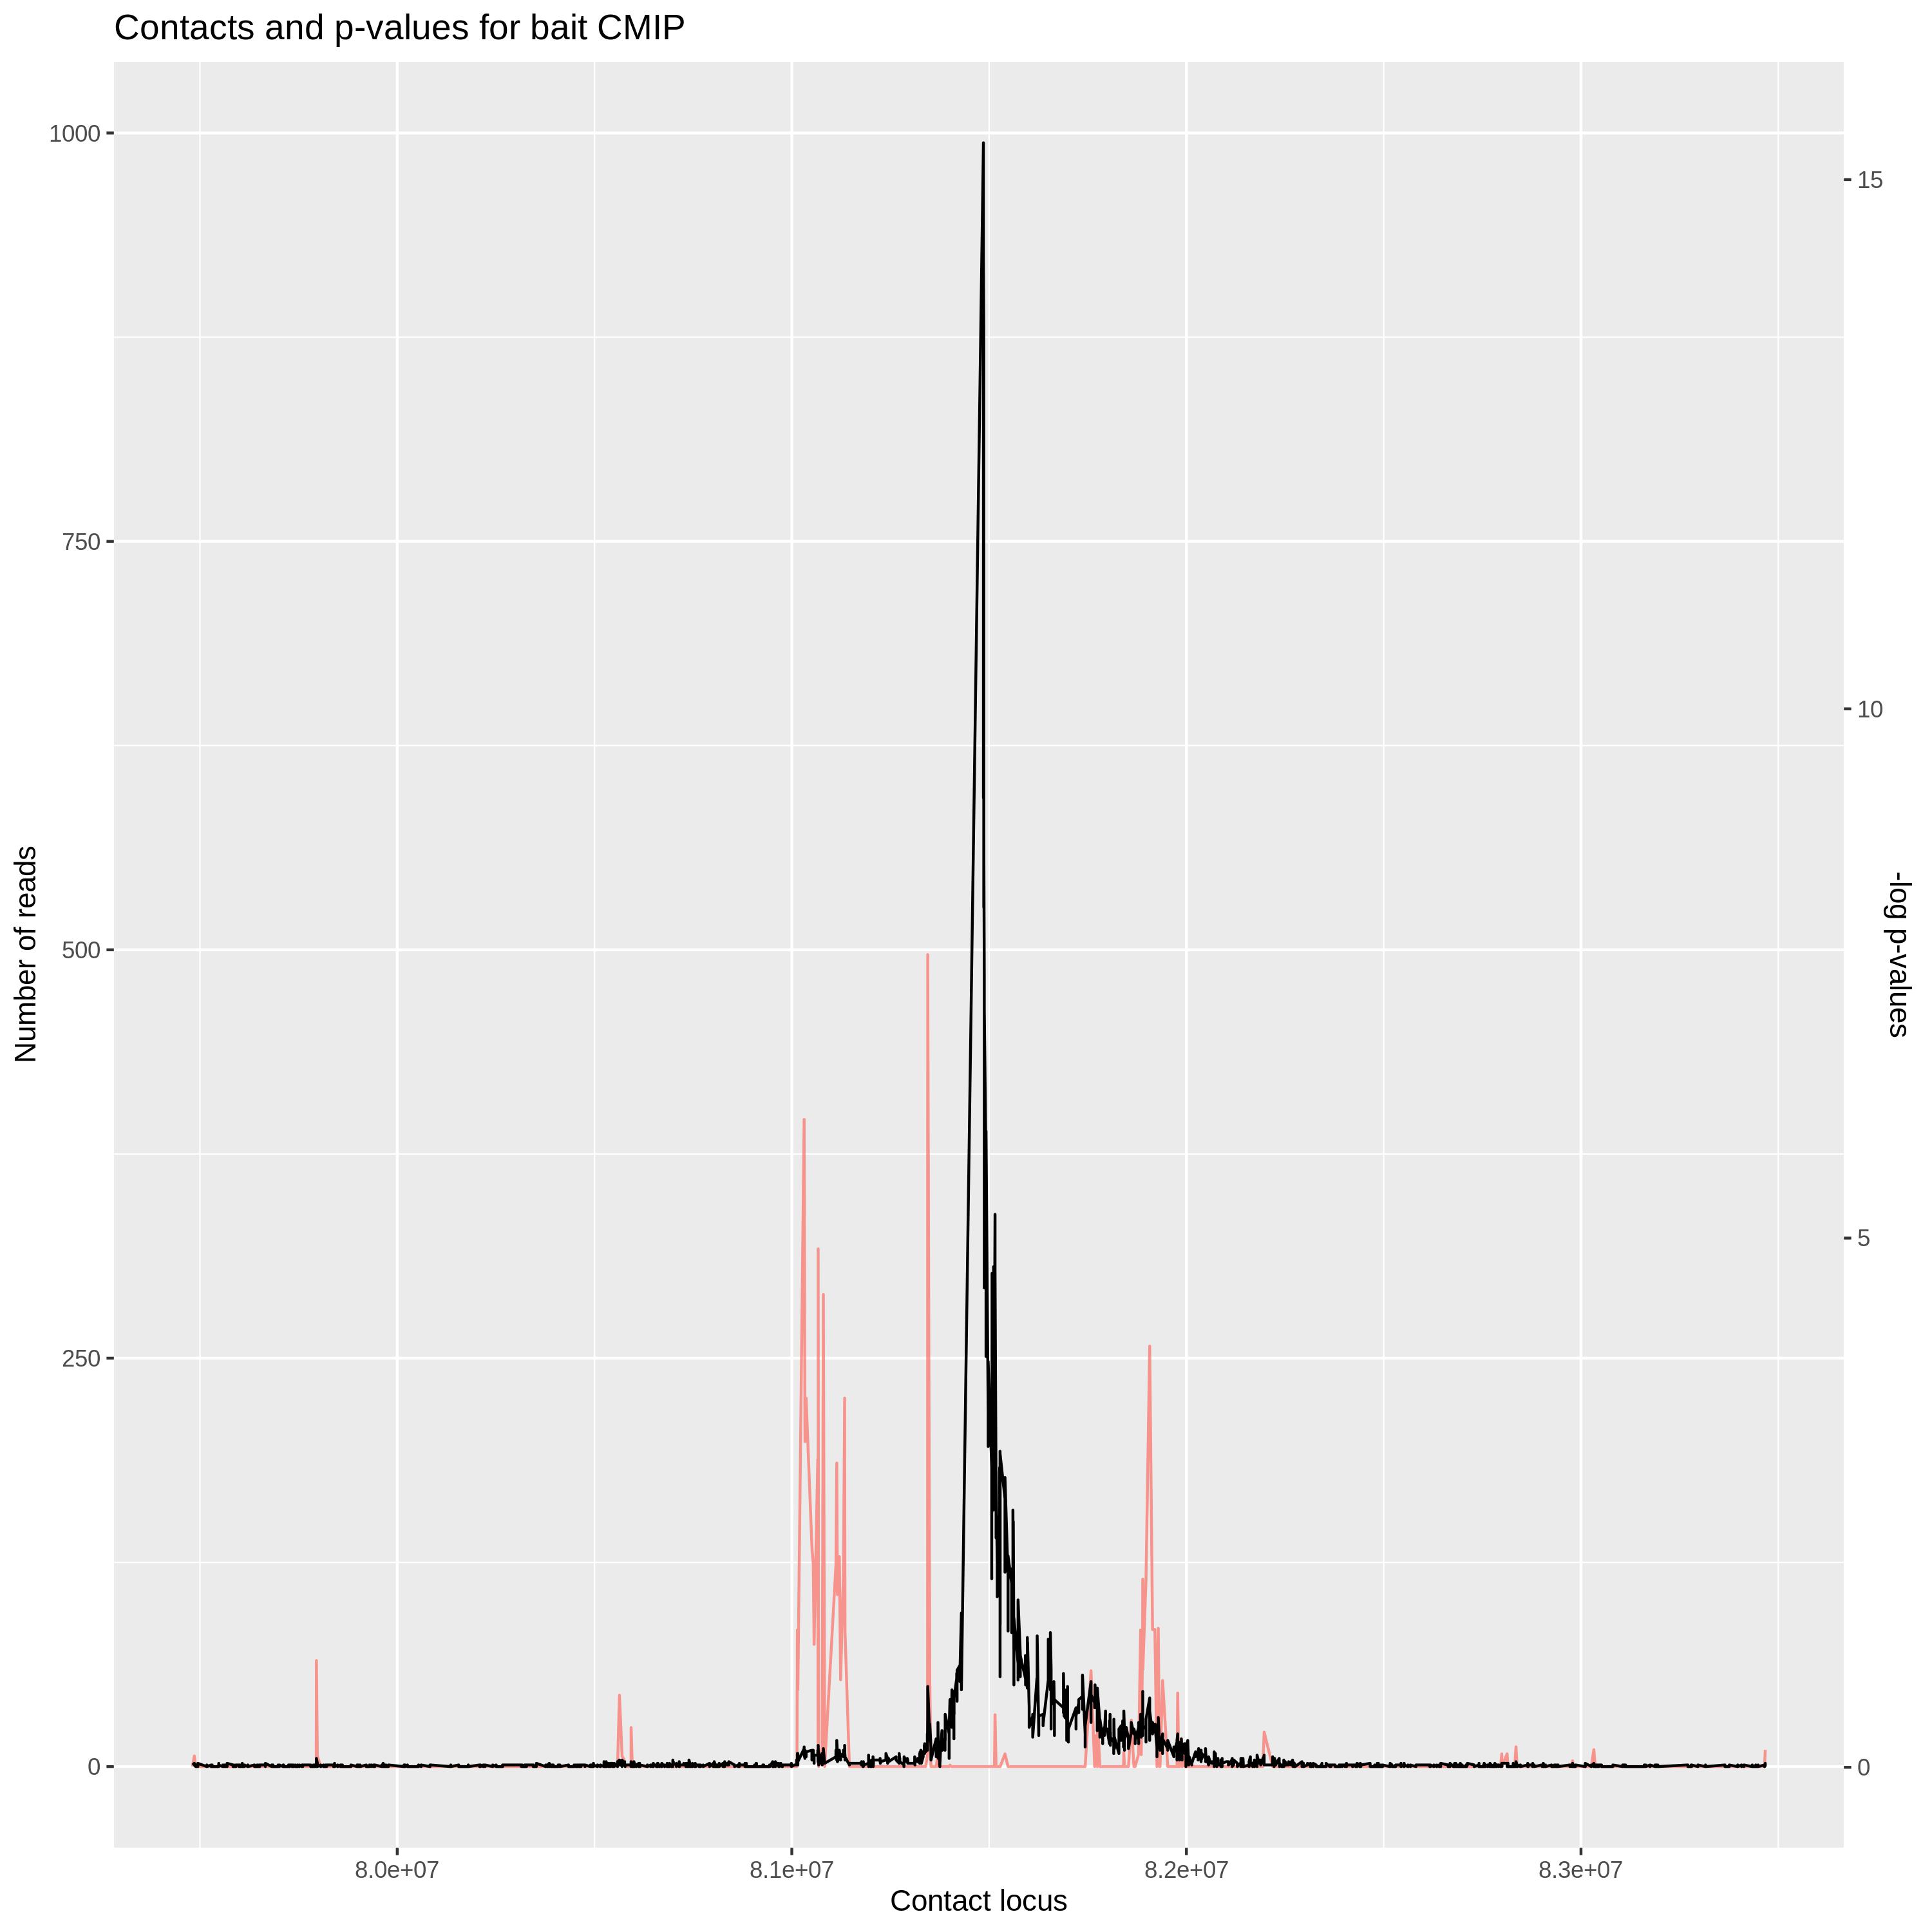 Contacts and p-values for bait CMIP
1000
750
500
250
0
Number of reads
15
10
5
0
-log p-values
8.0e+07
8.1e+07
8.2e+07
8.3e+07
Contact locus